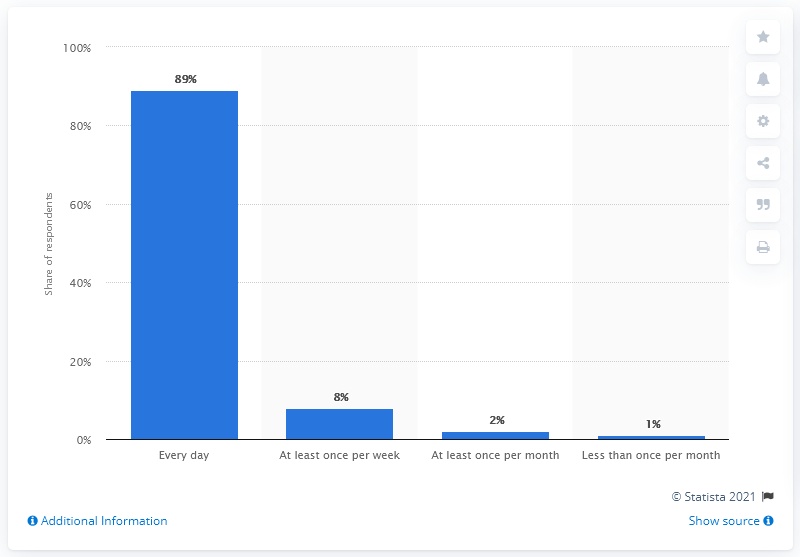 100%
80%
60%
40%
20%
0%
Share of respondents
89%
8%
2%
1%
Every day
At least once per week
At least once per month
Less than once per month
© Statista 2021
Additional Information
Show source